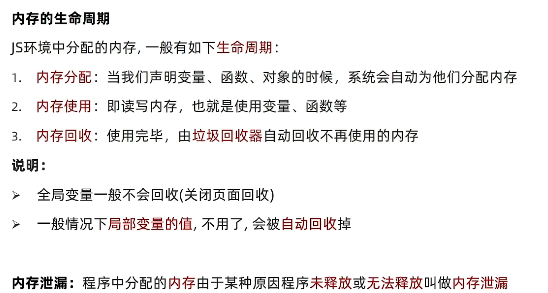 内存的生命周期
JS环境中分配的内存, 一般有如下生命周期：
1. 内存分配：当我们声明变量、函数、对象的时候，系统会自动为他们分配内存
2. 内存使用：即读写内存，也就是使用变量、函数等
3. 内存回收：使用完毕，由垃圾回收器自动回收不再使用的内存
说明：
➢ 全局变量一般不会回收(关闭页面回收)
➢ 一般情况下局部变量的值, 不用了, 会被自动回收掉
内存泄漏：程序中分配的内存由于某种原因程序未释放或无法释放叫做内存泄漏